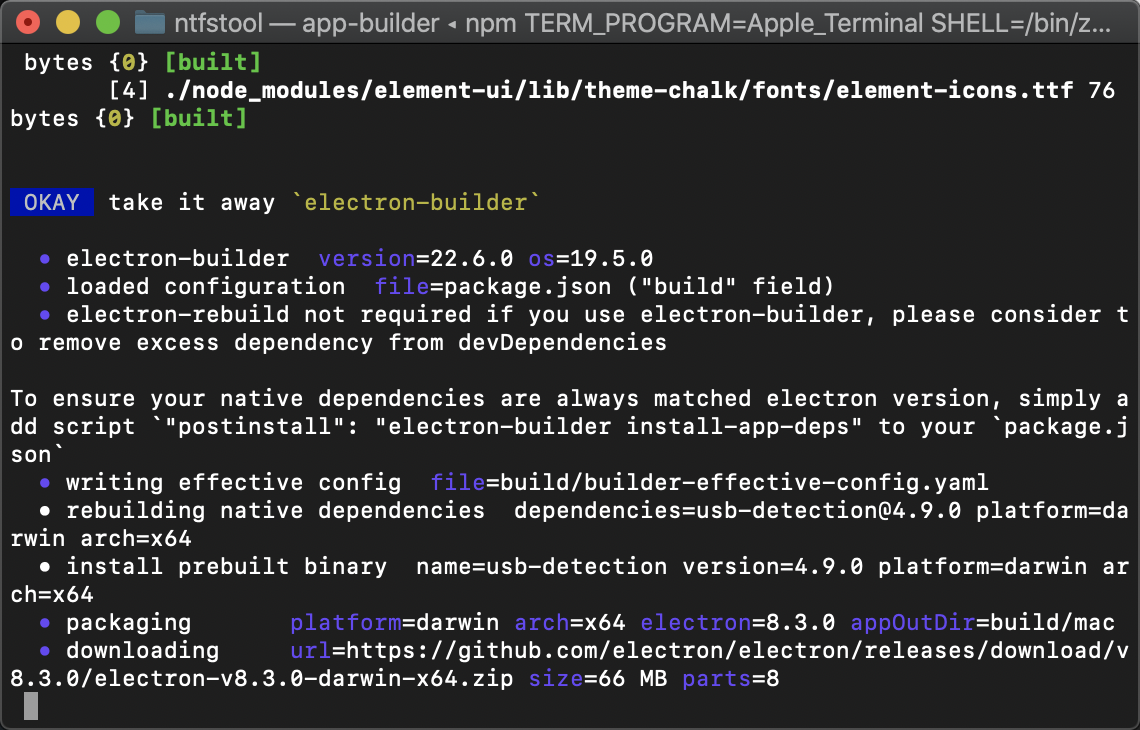 ntfstool — app-builder ◂ npm TERM_PROGRAM=Apple_Terminal SHELL=/bin/z...
bytes {0} [built]
[4] ./node_modules/element-ui/lib/theme-chalk/fonts/element-icons.ttf 76
bytes {0} [built]
OKAY take it away `electron-builder`
• electron-builder version=22.6.0 os=19.5.0
• loaded configuration file=package.json ("build" field)
• electron-rebuild not required if you use electron-builder, please consider t
o remove excess dependency from devDependencies
To ensure your native dependencies are always matched electron version, simply a
dd script `"postinstall": "electron-builder install-app-deps" to your `package.j
son`
• writing effective config file=build/builder-effective-config.yaml
• rebuilding native dependencies dependencies=usb-detection@4.9.0 platform=da
rwin arch=x64
• install prebuilt binary name=usb-detection version=4.9.0 platform=darwin ar
ch=x64
• packaging platform=darwin arch=x64 electron=8.3.0 appOutDir=build/mac
• downloading url=https://github.com/electron/electron/releases/download/v
8.3.0/electron-v8.3.0-darwin-x64.zip size=66 MB parts=8